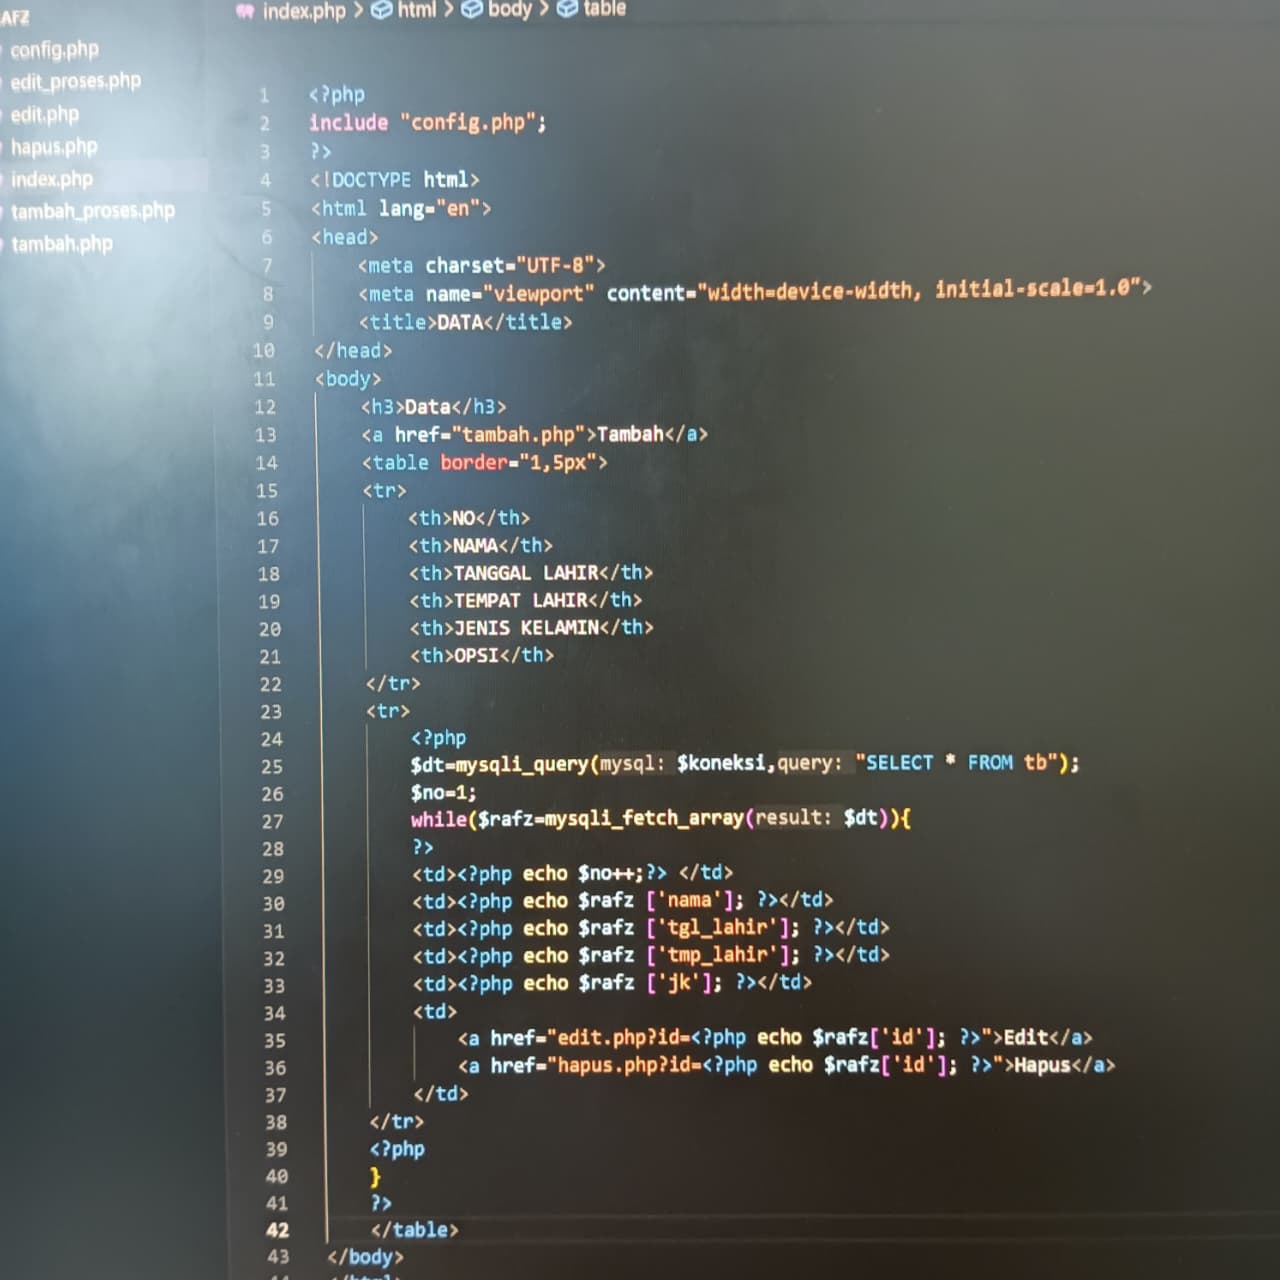 AFZ
config.php
edit_proses.php
edit.php
hapus.php
index.php
tambah_proses.php
tambah.php
index.php > html > body > table
1 <?php
2 include "config.php";
3 ?>
4 <!DOCTYPE html>
5 <html lang="en">
6 <head>
7 <meta charset="UTF-8">
8 <meta name="viewport" content="width=device-width, initial-scale=1.0">
9 <title>DATA</title>
10 </head>
11 <body>
12 <h3>Data</h3>
13 <a href="tambah.php">Tambah</a>
14 <table border="1,5px">
15 <tr>
16 <th>NO</th>
17 <th>NAMA</th>
18 <th>TANGGAL LAHIR</th>
19 <th>TEMPAT LAHIR</th>
20 <th>JENIS KELAMIN</th>
21 <th>OPSI</th>
22 </tr>
23 <tr>
24 <?php
25 $dt=mysqli_query(mysql: $koneksi,query: "SELECT * FROM tb");
26 $no=1;
27 while($rafz=mysqli_fetch_array(result: $dt)){
28 ?>
29 <td><?php echo $no++;?> </td>
30 <td><?php echo $rafz ['nama']; ?></td>
31 <td><?php echo $rafz ['tgl_lahir']; ?></td>
32 <td><?php echo $rafz ['tmp_lahir']; ?></td>
33 <td><?php echo $rafz ['jk']; ?></td>
34 <td>
35 <a href="edit.php?id=<?php echo $rafz['id']; ?>">Edit</a>
36 <a href="hapus.php?id=<?php echo $rafz['id']; ?>">Hapus</a>
37 </td>
38 </tr>
39 <?php
40 }
41 ?>
42 </table>
43 </body>